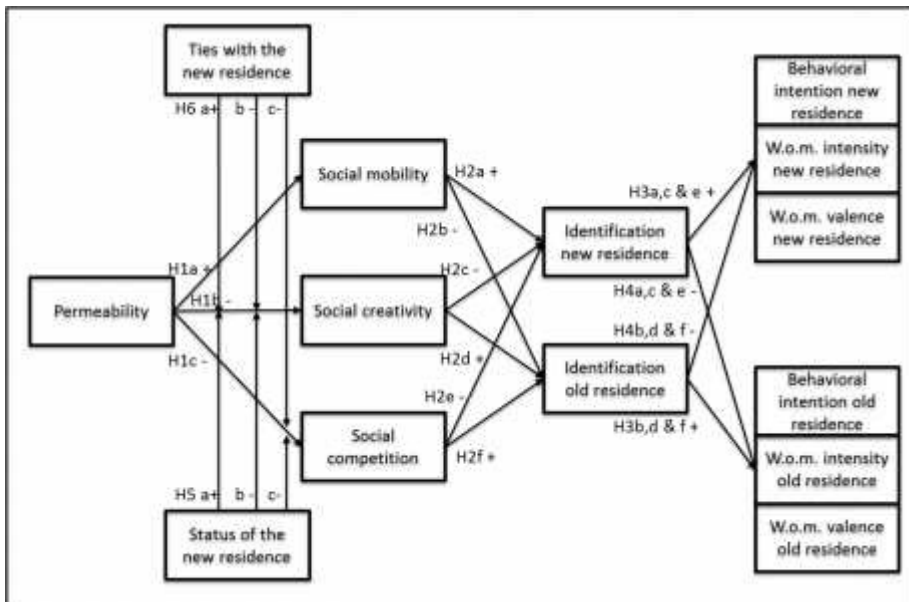 Ties with the
new residence
H6 a+ b - c-
Social mobility
H2a +
H2b -
H1a +
H1b -
Permeability
H1c -
Social creativity
H2c -
H2d +
H2e -
Social
competition
H2f +
H5 a+ b - c-
Status of the
new residence
Identification
new residence
Identification
old residence
H3a,c & e +
H4a,c & e -
H4b,d & f -
H3b,d & f +
Behavioral
intention new
residence
W.o.m. intensity
new residence
W.o.m. valence
new residence
Behavioral
intention old
residence
W.o.m. intensity
old residence
W.o.m. valence
old residence